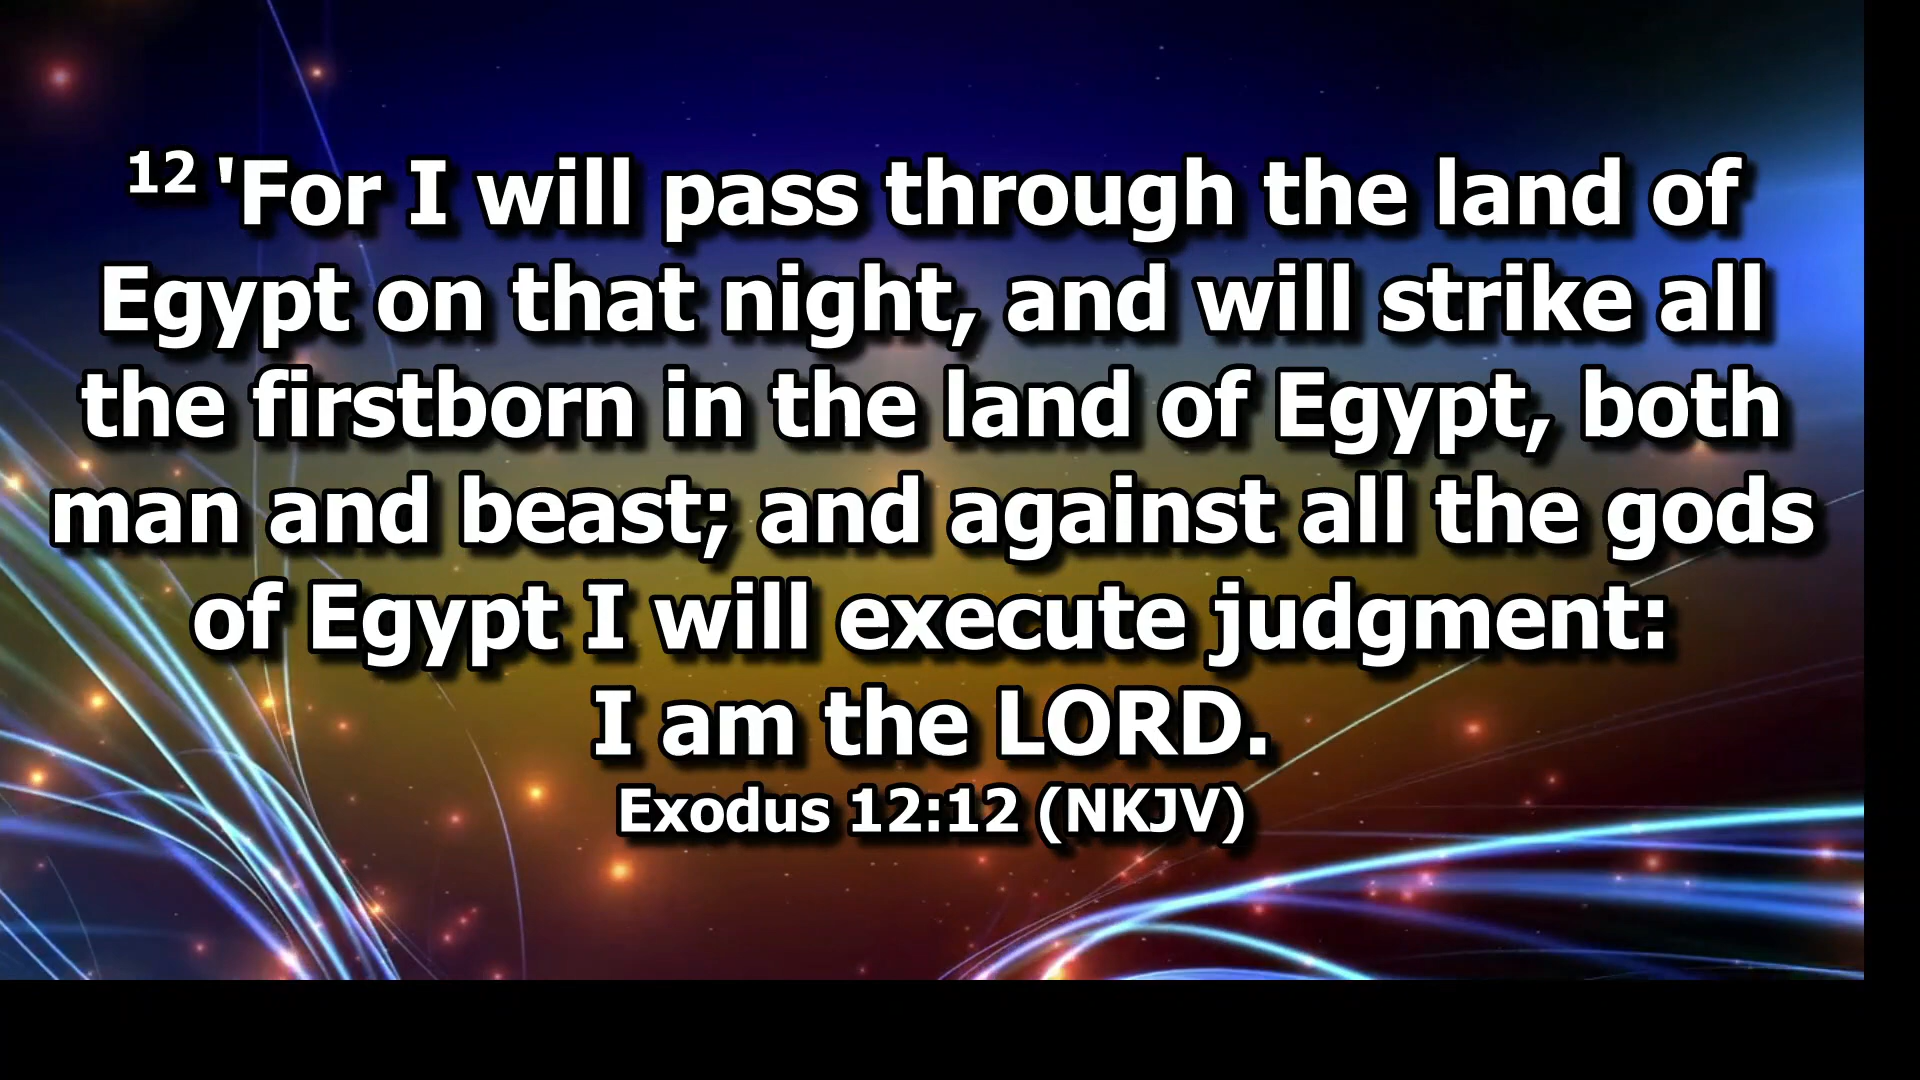 12 'For I will pass through the land of
Egypt on that night, and will strike all
the firstborn in the land of Egypt, both
man and beast; and against all the gods
of Egypt I will execute judgment:
I am the LORD.
Exodus 12:12 (NKJV)